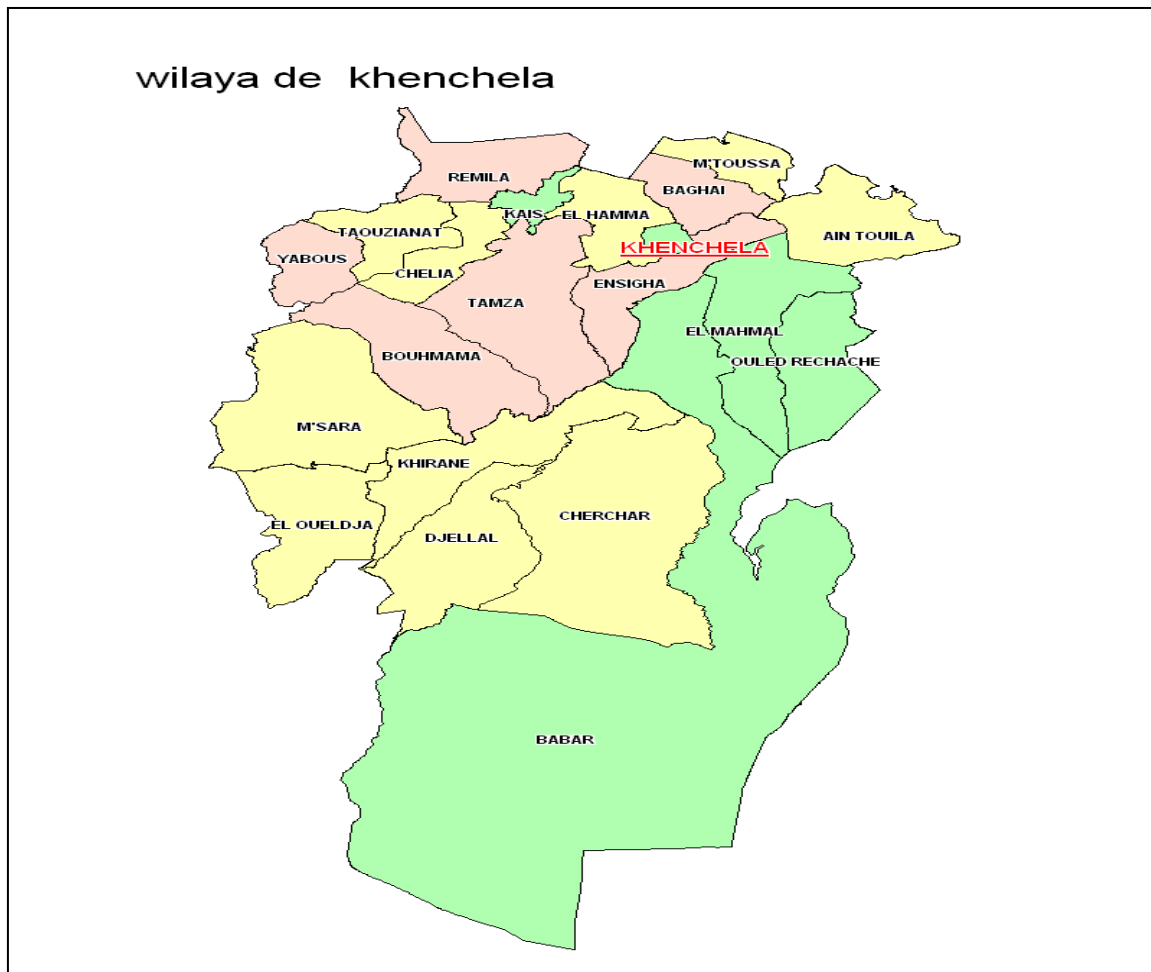 wilaya de khenchela
M'TOUSSA
REMILA
BAGHAI
KAIS
EL HAMMA
TAOUZIANAT
AIN TOUILA
KHENCHELA
YABOUS
CHELIA
ENSIGHA
TAMZA
EL MAHMAL
BOUHMAMA
OULED RECHACHE
M'SARA
KHIRANE
CHERCHAR
EL OUELDJA
DJELLAL
BABAR